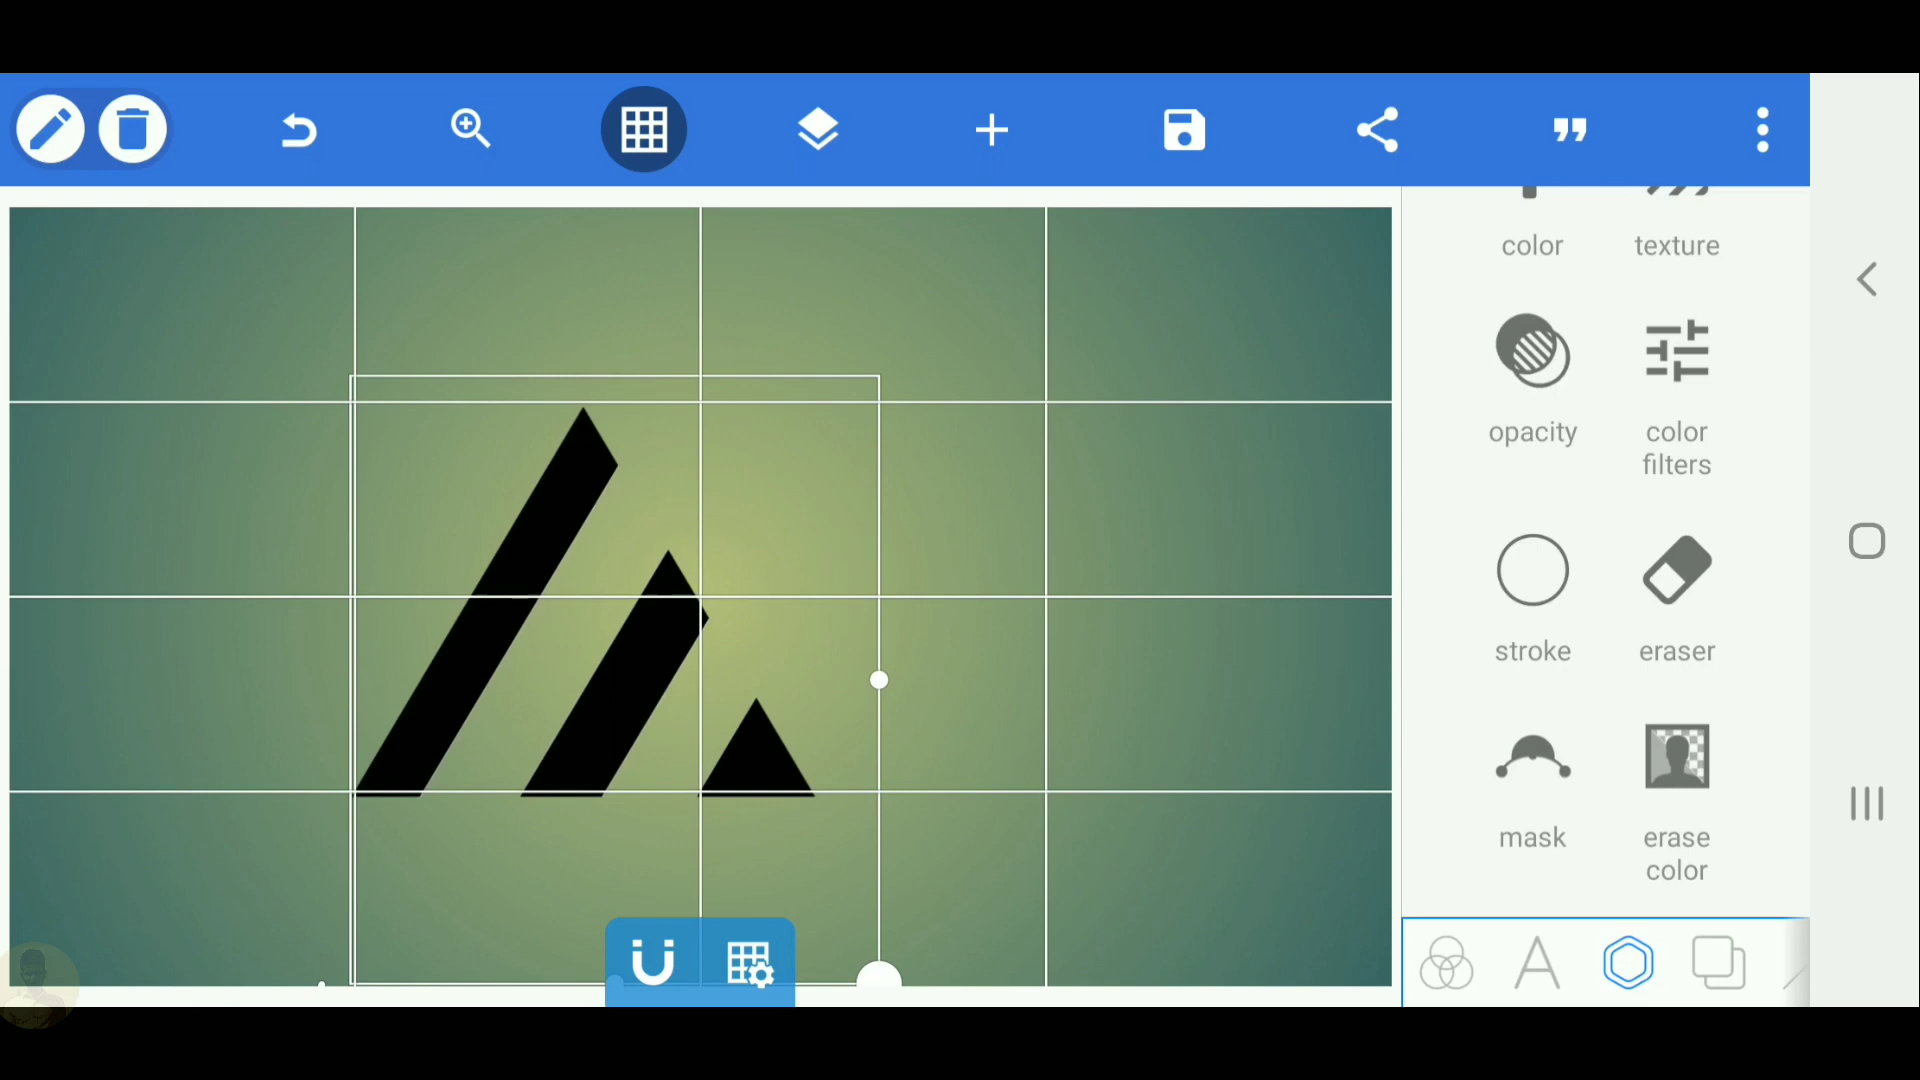 color
texture
opacity
color
filters
stroke
eraser
mask
erase
color